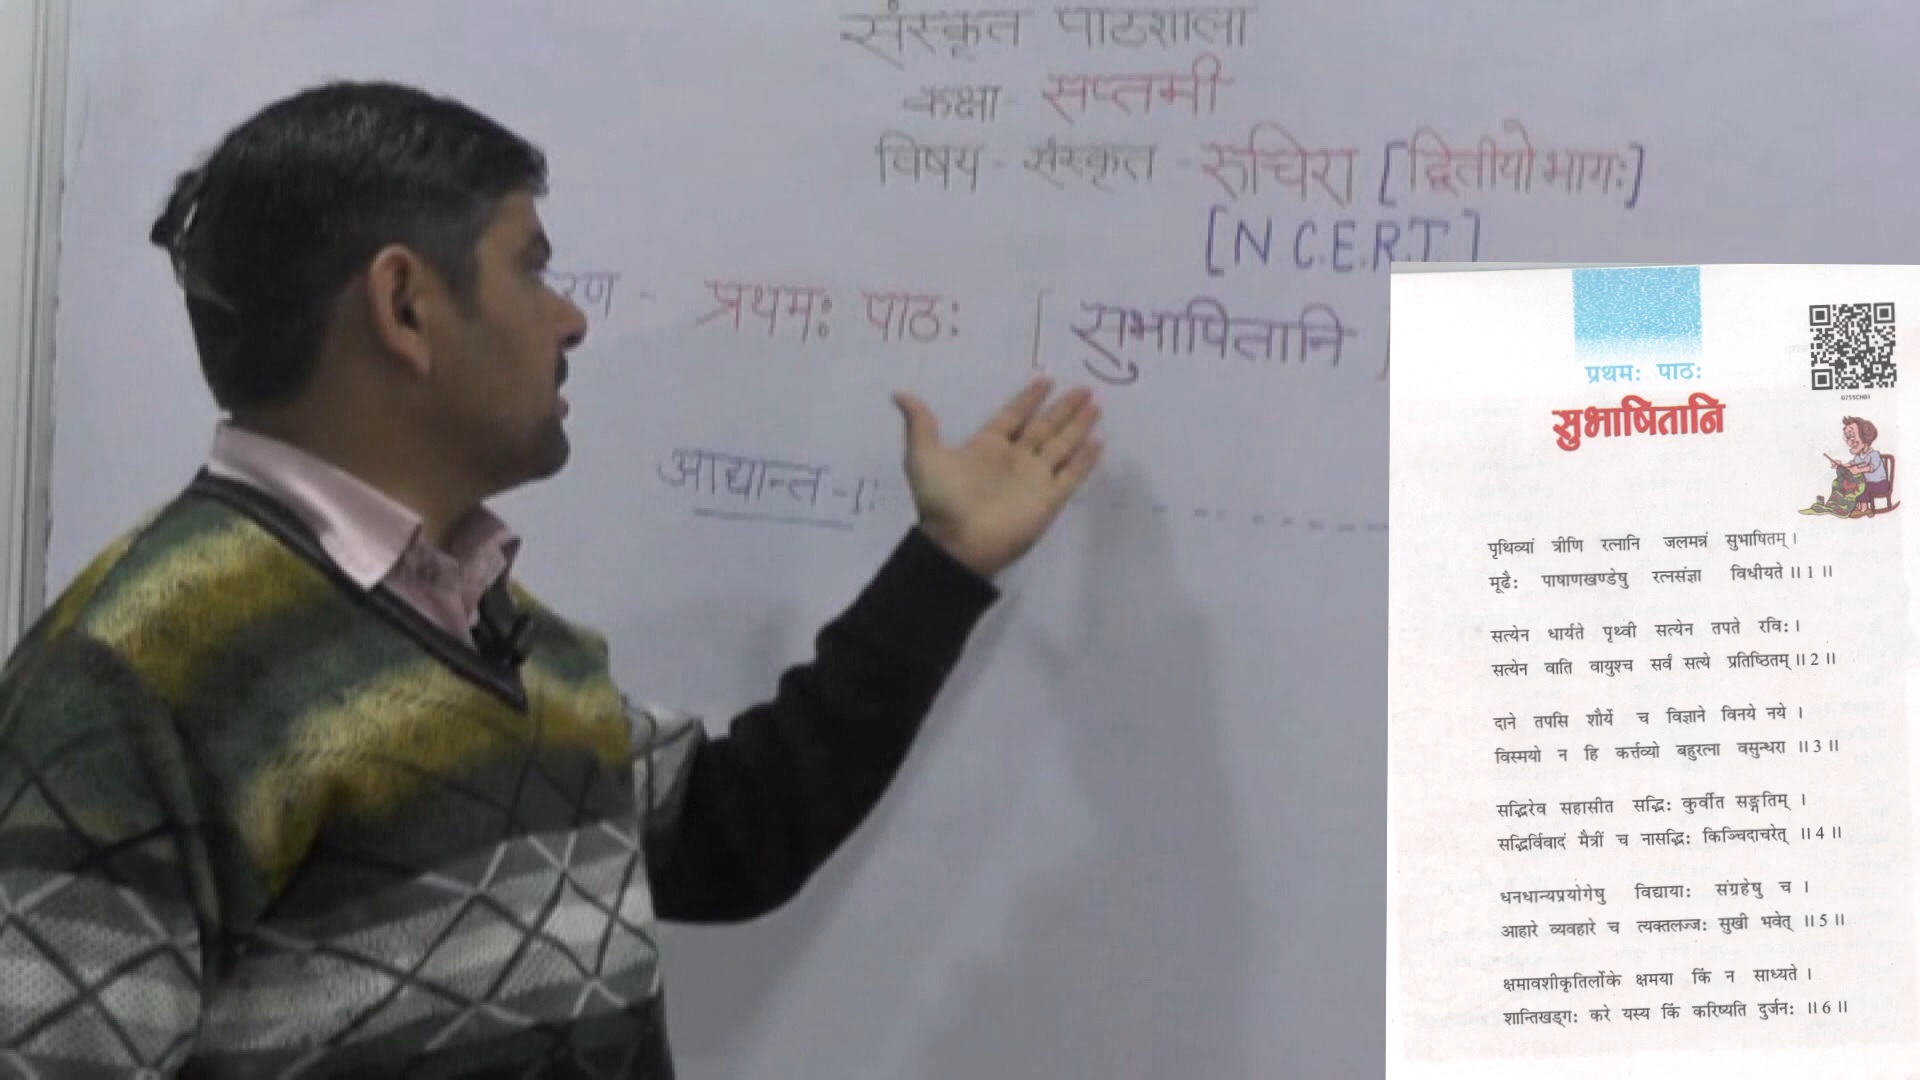 संस्कृत पाठशाला
कक्षा - सप्तमी
विषय - संस्कृत - रुचिरा [द्वितीयो भागः]
[N C.E.R.T.]
रण - प्रथमः पाठः [ सुभाषितानि ]
आद्यान्त -
प्रथमः पाठः
0755CH01
सुभाषितानि
पृथिव्यां त्रीणि रत्नानि जलमन्नं सुभाषितम् ।
मूढैः पाषाणखण्डेषु रत्नसंज्ञा विधीयते ॥ 1 ॥
सत्येन धार्यते पृथ्वी सत्येन तपते रविः ।
सत्येन वाति वायुश्च सर्वं सत्ये प्रतिष्ठितम् ॥ 2 ॥
दाने तपसि शौर्ये च विज्ञाने विनये नये ।
विस्मयो न हि कर्त्तव्यो बहुरत्ना वसुन्धरा ॥ 3 ॥
सद्भिरेव सहासीत सद्भिः कुर्वीत सङ्गतिम् ।
सद्भिर्विवादं मैत्रीं च नासद्भिः किञ्चिदाचरेत् ॥ 4 ॥
धनधान्यप्रयोगेषु विद्यायाः संग्रहेषु च ।
आहारे व्यवहारे च त्यक्तलज्जः सुखी भवेत् ॥ 5 ॥
क्षमावशीकृतिर्लोके क्षमया किं न साध्यते ।
शान्तिखड्गः करे यस्य किं करिष्यति दुर्जनः ॥ 6 ॥